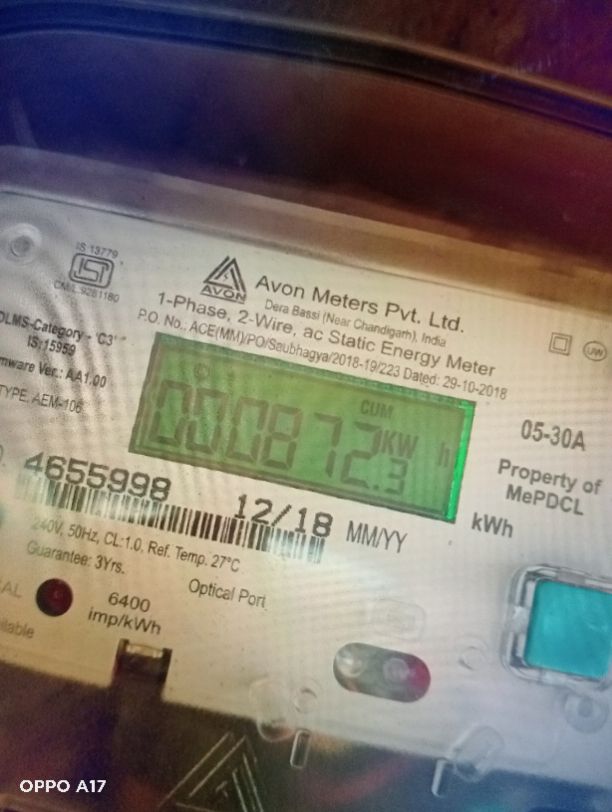 IS 13779
CM/L 9281180
AVON
Avon Meters Pvt. Ltd.
Dera Bassi (Near Chandigarh), India
1-Phase, 2-Wire, ac Static Energy Meter
P.O. No.: ACE(MM)/PO/Saubhagya/2018-19/223 Dated: 29-10-2018
DLMS-Category - 'C3'
IS:15959
mware Ver.: AA1.00
TYPE. AEM-106
UW
CUM
000872.3 KW h
05-30A
Property of
MePDCL
kWh
4655998 12/18 MM/YY
240V, 50Hz, CL:1.0, Ref. Temp. 27°C
Guarantee: 3Yrs.
Optical Port
6400
imp/kWh
OPPO A17